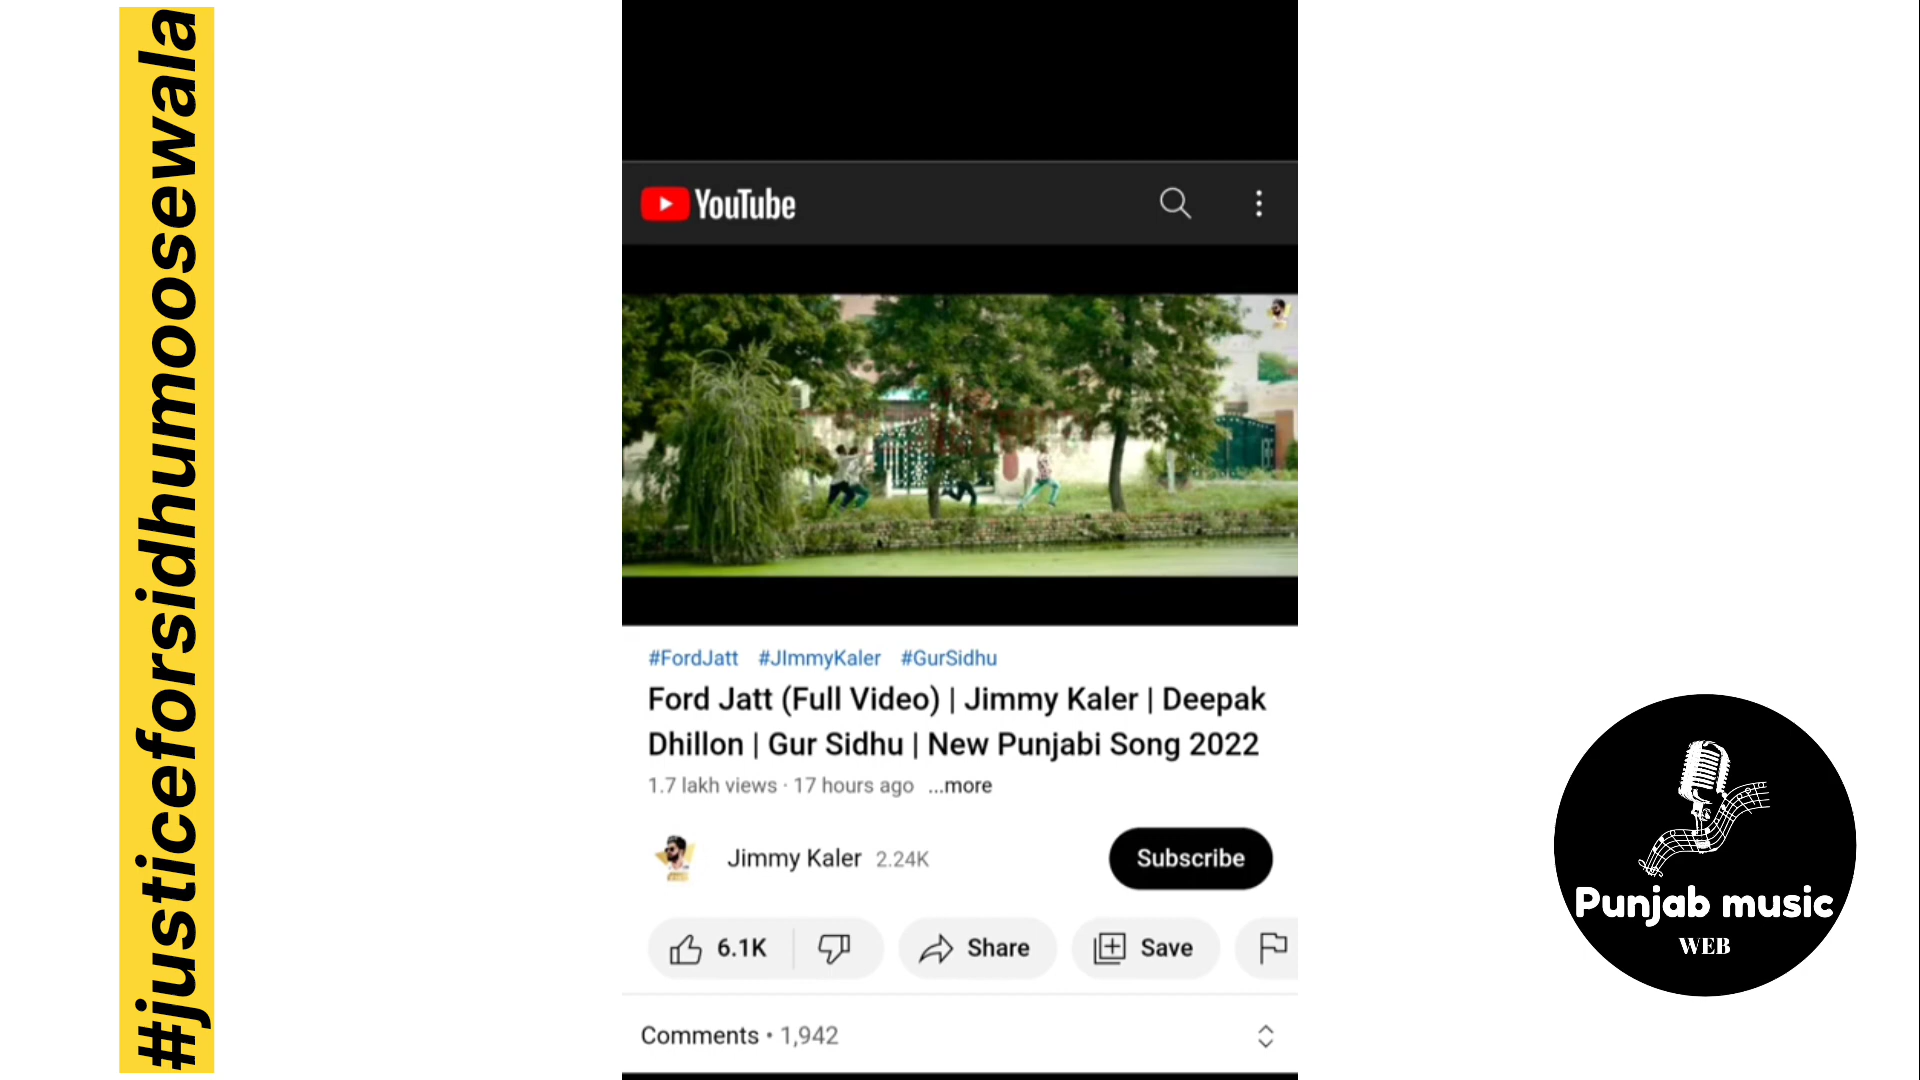 #justiceforsidhumoosewala
YouTube
#FordJatt #JImmyKaler #GurSidhu
Ford Jatt (Full Video) | Jimmy Kaler | Deepak
Dhillon | Gur Sidhu | New Punjabi Song 2022
1.7 lakh views · 17 hours ago ...more
Jimmy Kaler 2.24K
Subscribe
6.1K
Share
Save
Comments • 1,942
Punjab music
WEB